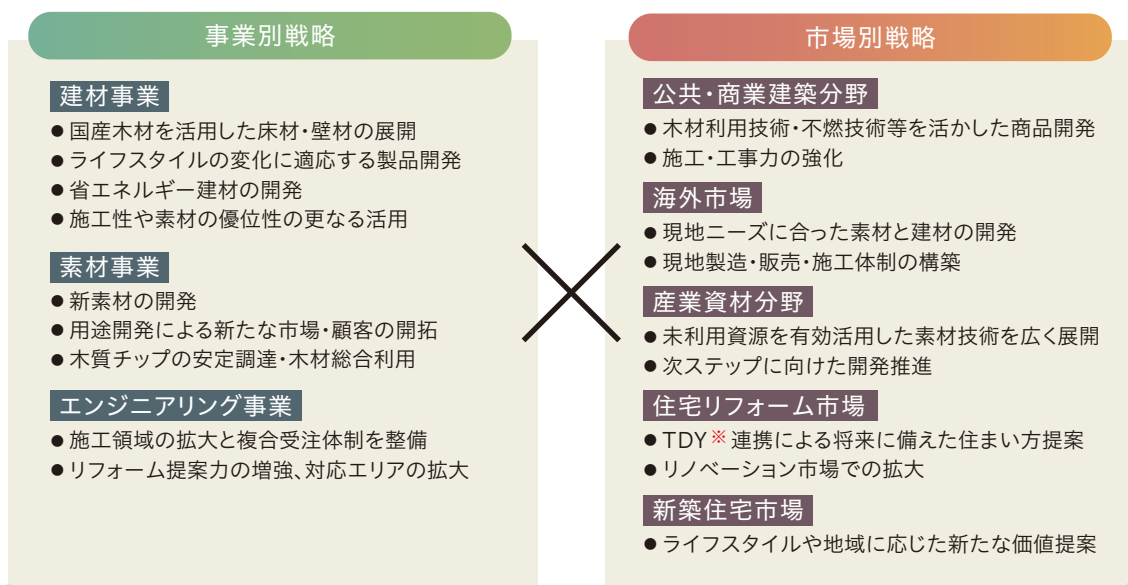 事業別戦略
建材事業
●国産木材を活用した床材・壁材の展開
●ライフスタイルの変化に適応する製品開発
●省エネルギー建材の開発
●施工性や素材の優位性の更なる活用
素材事業
●新素材の開発
●用途開発による新たな市場・顧客の開拓
●木質チップの安定調達・木材総合利用
エンジニアリング事業
●施工領域の拡大と複合受注体制を整備
●リフォーム提案力の増強、対応エリアの拡大
市場別戦略
公共・商業建築分野
●木材利用技術・不燃技術等を活かした商品開発
●施工・工事力の強化
海外市場
●現地ニーズに合った素材と建材の開発
●現地製造・販売・施工体制の構築
産業資材分野
●未利用資源を有効活用した素材技術を広く展開
●次ステップに向けた開発推進
住宅リフォーム市場
●TDY※連携による将来に備えた住まい方提案
●リノベーション市場での拡大
新築住宅市場
●ライフスタイルや地域に応じた新たな価値提案